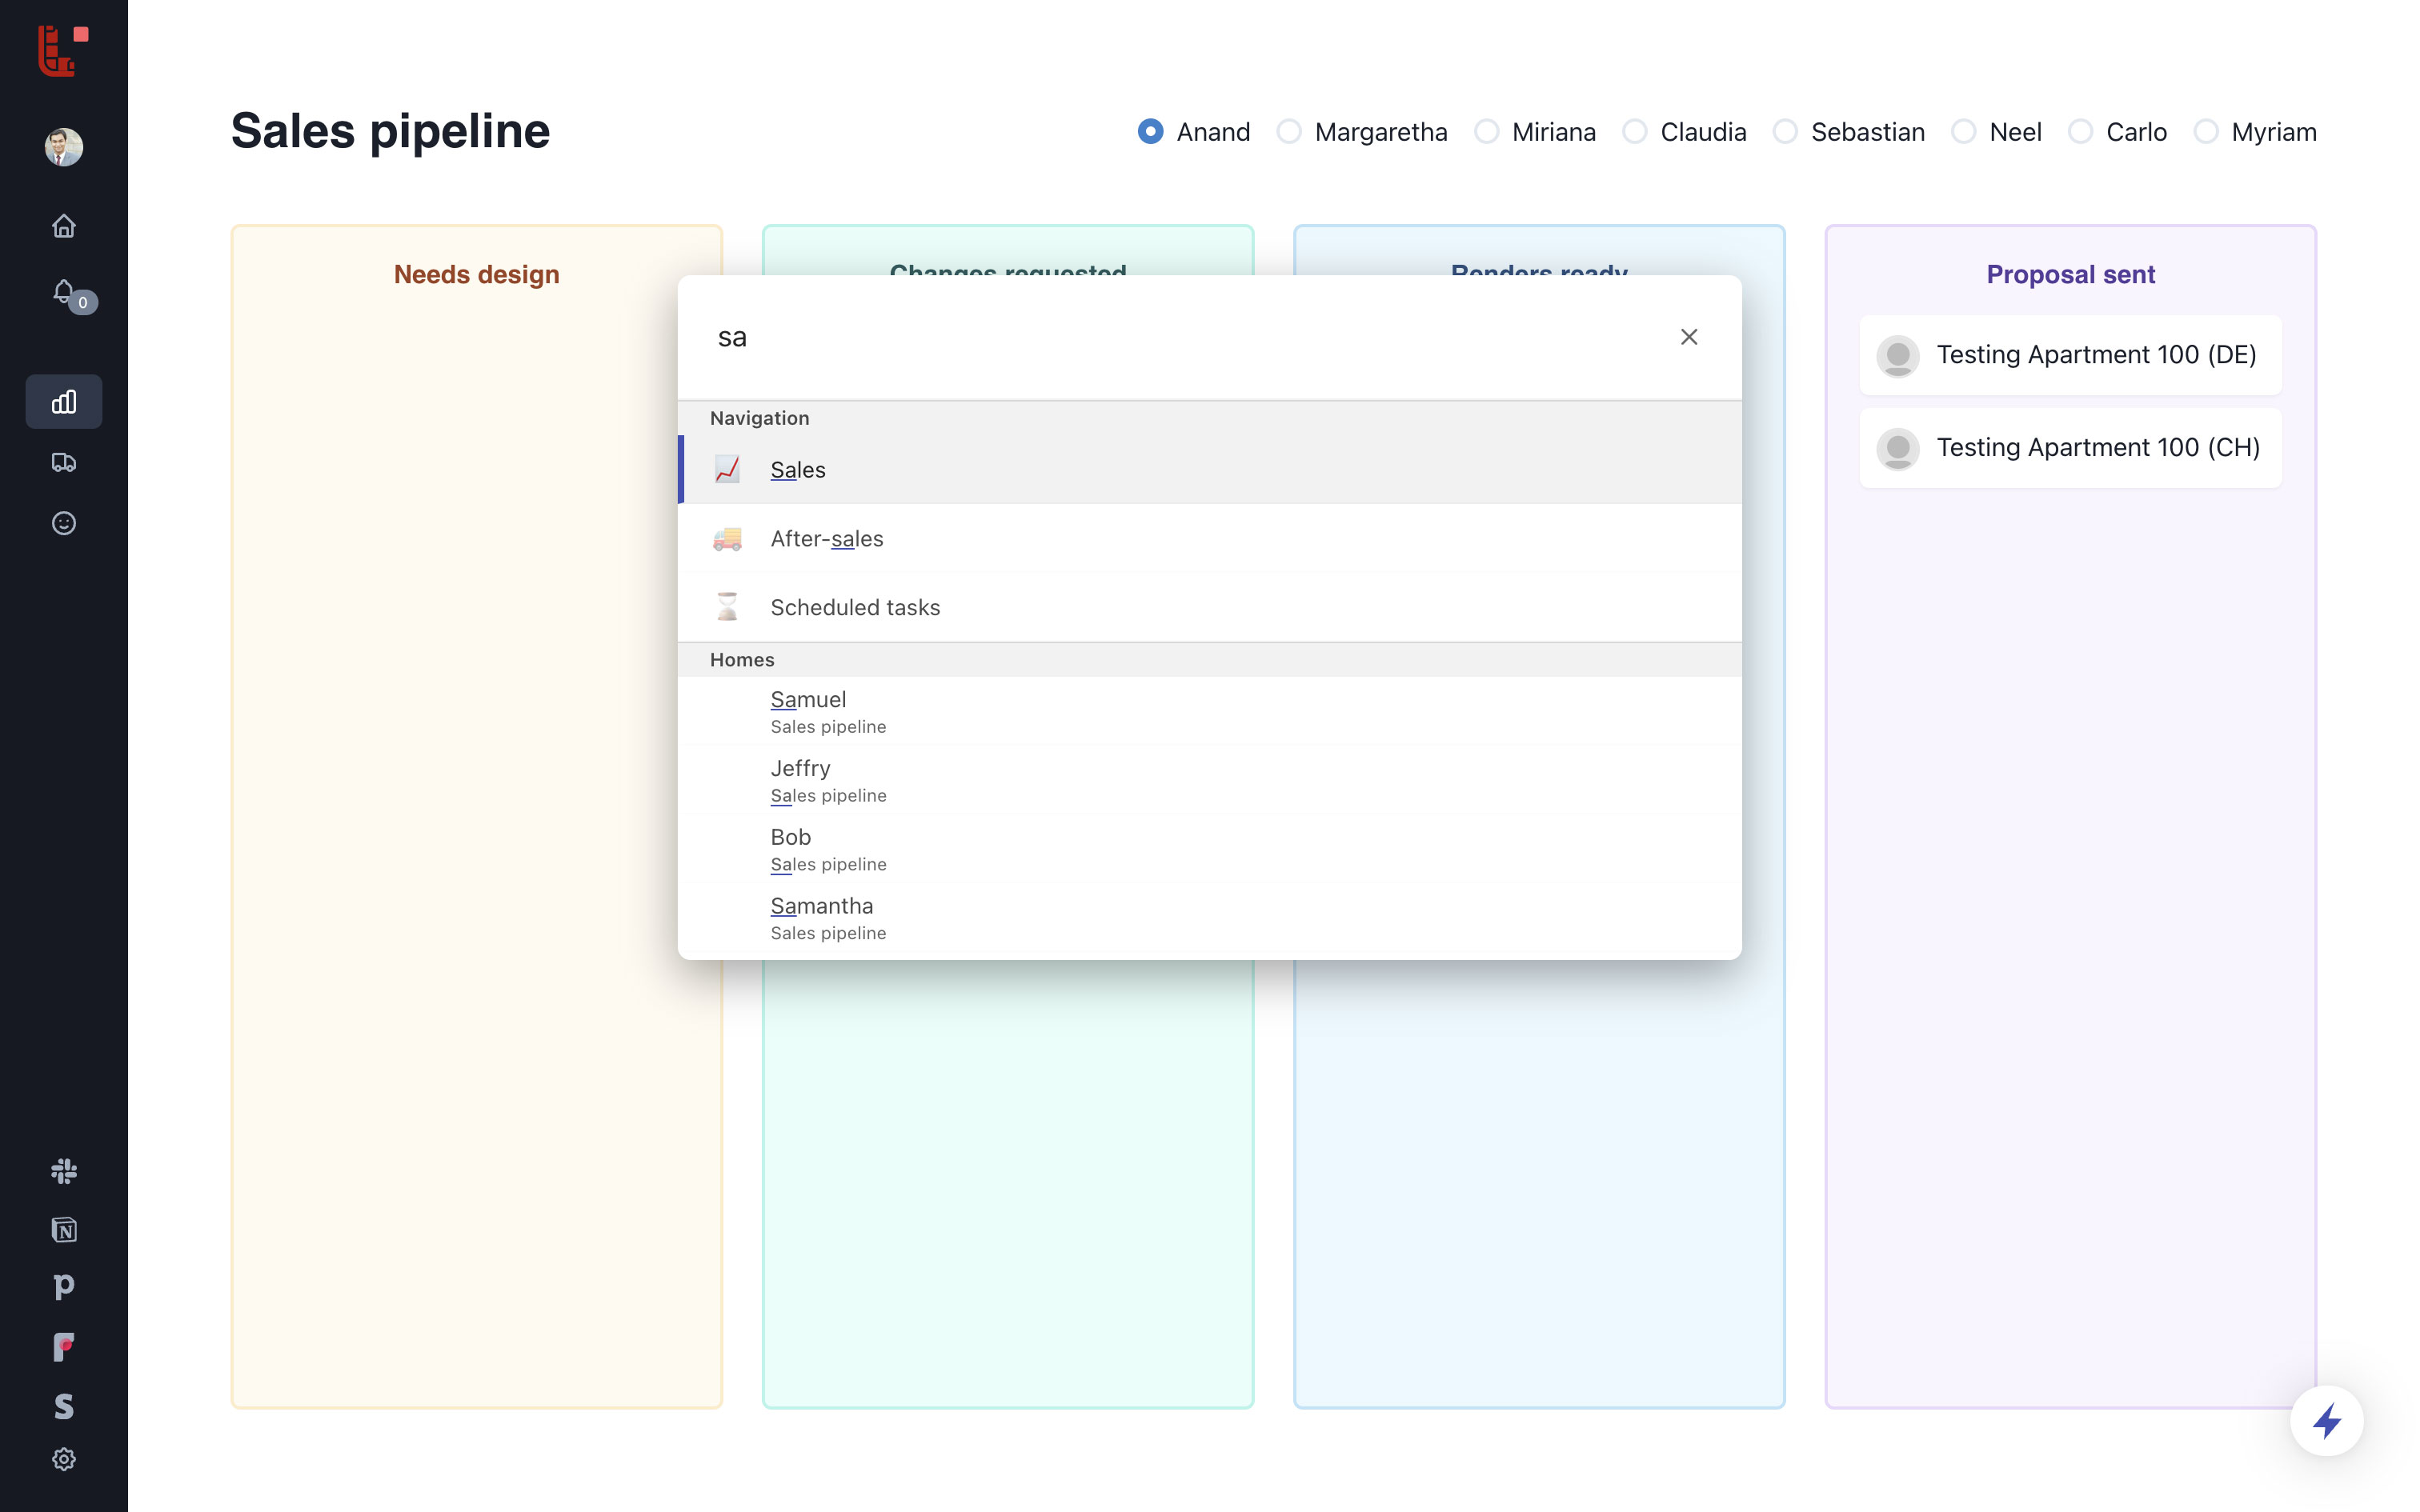 Sales pipeline
Anand Margaretha Miriana Claudia Sebastian Neel Carlo Myriam
0
Needs design
Changes requested
Renders ready
Proposal sent
Testing Apartment 100 (DE)
Testing Apartment 100 (CH)
sa
Navigation
Sales
After-sales
Scheduled tasks
Homes
Samuel
Sales pipeline
Jeffry
Sales pipeline
Bob
Sales pipeline
Samantha
Sales pipeline
N
p
S